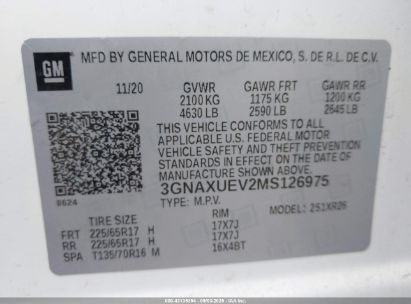 GM
MFD BY GENERAL MOTORS DE MEXICO, S. DE R.L. DE C.V.
11/20 GVWR GAWR FRT GAWR RR
2100 KG 1175 KG 1200 KG
4630 LB 2590 LB 2645 LB
THIS VEHICLE CONFORMS TO ALL
APPLICABLE U.S. FEDERAL MOTOR
VEHICLE SAFETY AND THEFT PREVENTION
STANDARDS IN EFFECT ON THE DATE OF
MANUFACTURE SHOWN ABOVE.
3GNAXUEV2MS126975
0624 TYPE: M.P.V. MODEL: 251XR26
TIRE SIZE RIM
FRT 225/65R17 H 17X7J
RR 225/65R17 H 17X7J
SPA T135/70R16 M 16X4BT